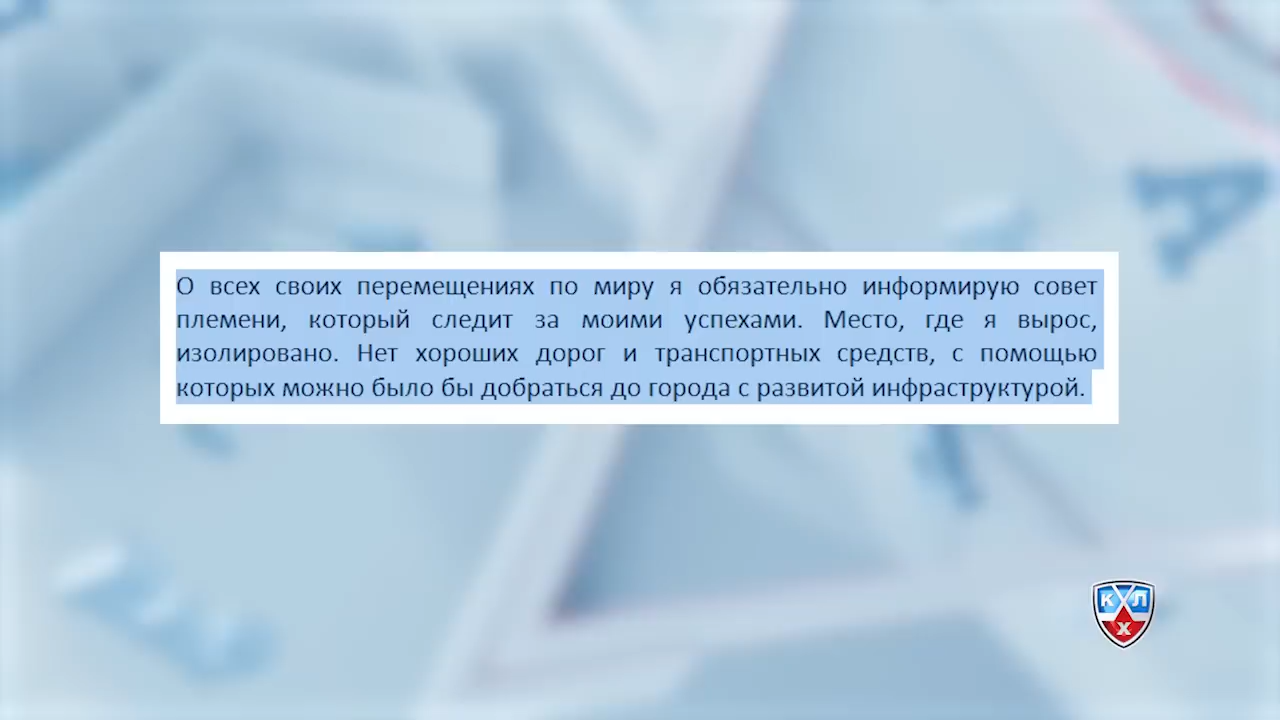 О всех своих перемещениях по миру я обязательно информирую совет
племени, который следит за моими успехами. Место, где я вырос,
изолировано. Нет хороших дорог и транспортных средств, с помощью
которых можно было бы добраться до города с развитой инфраструктурой.
А
КХЛ